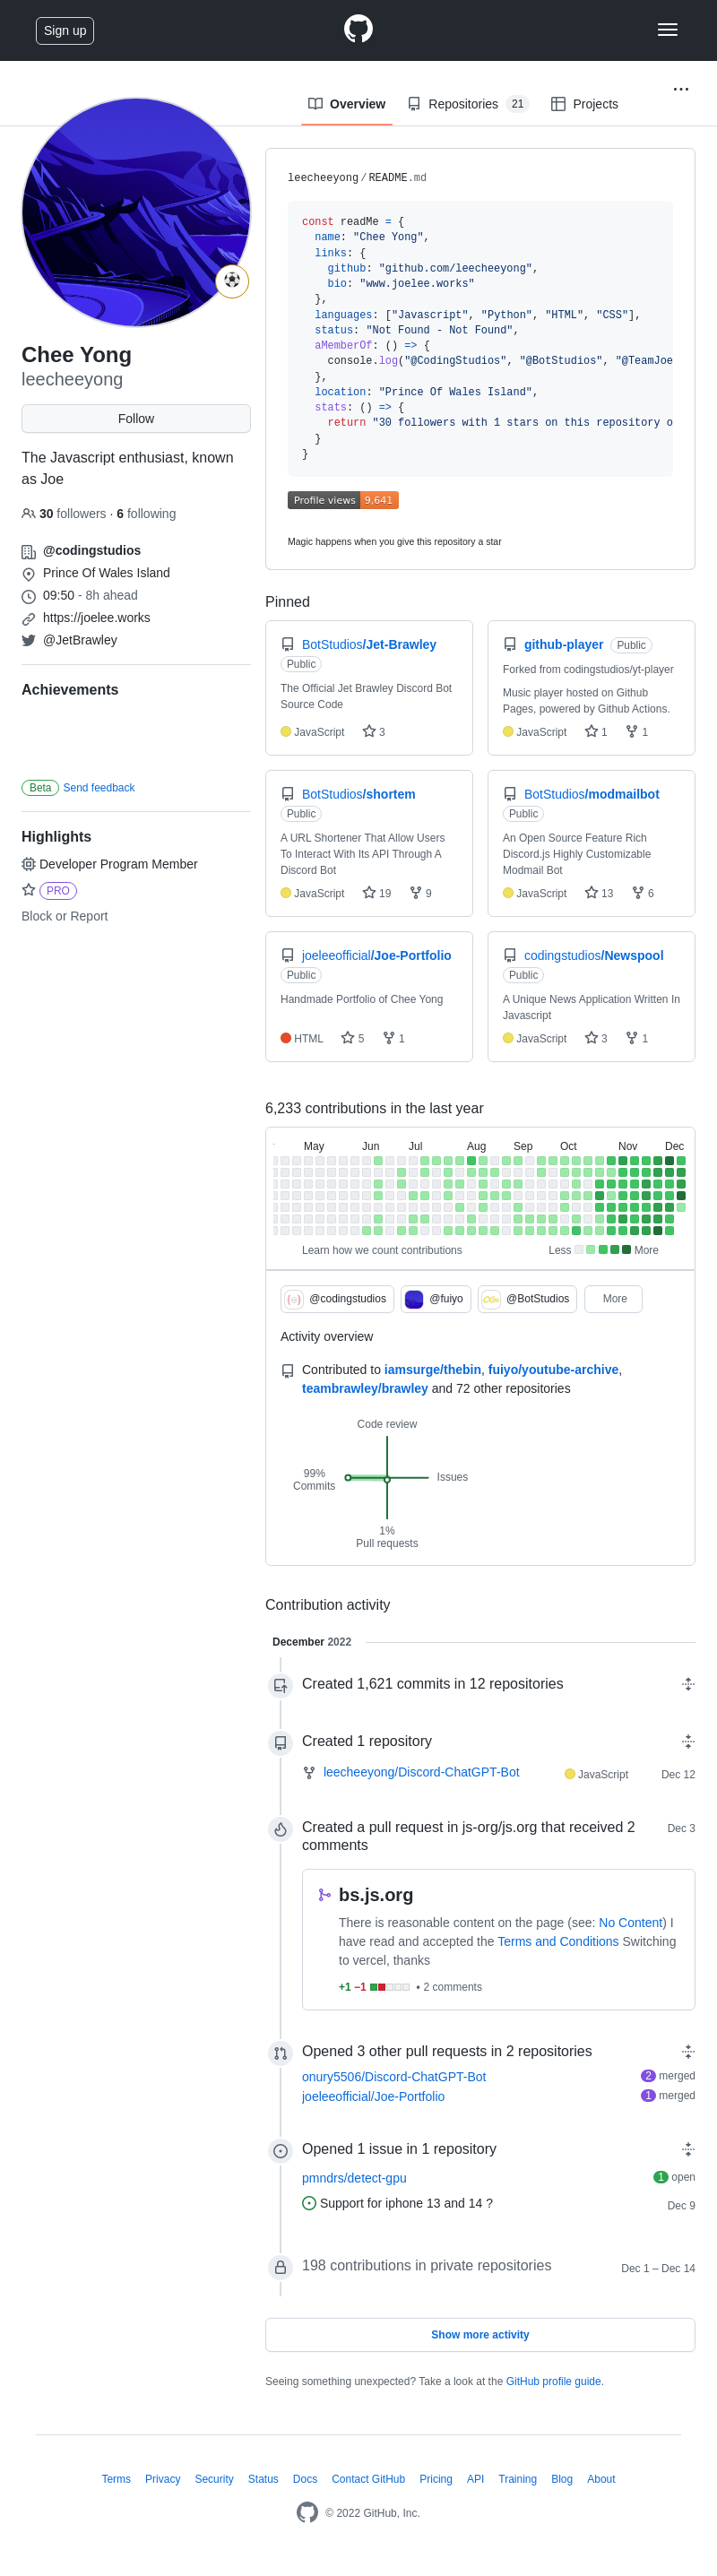 Sign up
Overview
Repositories 21
Projects
Chee Yong
leecheeyong
Follow
The Javascript enthusiast, known
as Joe
30 followers · 6 following
@codingstudios
Prince Of Wales Island
09:50 - 8h ahead
https://joelee.works
@JetBrawley
Achievements
Beta Send feedback
Highlights
Developer Program Member
PRO
Block or Report
leecheeyong/README.md
const readMe = {
name: "Chee Yong",
links: {
github: "github.com/leecheeyong",
bio: "www.joelee.works"
},
languages: ["Javascript", "Python", "HTML", "CSS"],
status: "Not Found - Not Found",
aMemberOf: () => {
console.log("@CodingStudios", "@BotStudios", "@TeamJoe
},
location: "Prince Of Wales Island",
stats: () => {
return "30 followers with 1 stars on this repository o
}
}
Profile views 9,641
Magic happens when you give this repository a star
Pinned
BotStudios/Jet-Brawley
Public
The Official Jet Brawley Discord Bot
Source Code
JavaScript 3
github-player Public
Forked from codingstudios/yt-player
Music player hosted on Github
Pages, powered by Github Actions.
JavaScript 1 1
BotStudios/shortem
Public
A URL Shortener That Allow Users
To Interact With Its API Through A
Discord Bot
JavaScript 19 9
BotStudios/modmailbot
Public
An Open Source Feature Rich
Discord.js Highly Customizable
Modmail Bot
JavaScript 13 6
joeleeofficial/Joe-Portfolio
Public
Handmade Portfolio of Chee Yong
HTML 5 1
codingstudios/Newspool
Public
A Unique News Application Written In
Javascript
JavaScript 3 1
6,233 contributions in the last year
May Jun Jul Aug Sep Oct Nov Dec
Learn how we count contributions
Less More
@codingstudios
@fuiyo
@BotStudios
More
Activity overview
Contributed to iamsurge/thebin, fuiyo/youtube-archive,
teambrawley/brawley and 72 other repositories
Code review
99%
Commits
Issues
1%
Pull requests
Contribution activity
December 2022
Created 1,621 commits in 12 repositories
Created 1 repository
leecheeyong/Discord-ChatGPT-Bot JavaScript Dec 12
Created a pull request in js-org/js.org that received 2 Dec 3
comments
bs.js.org
There is reasonable content on the page (see: No Content) I
have read and accepted the Terms and Conditions Switching
to vercel, thanks
+1 −1 • 2 comments
Opened 3 other pull requests in 2 repositories
onury5506/Discord-ChatGPT-Bot 2 merged
joeleeofficial/Joe-Portfolio 1 merged
Opened 1 issue in 1 repository
pmndrs/detect-gpu 1 open
Support for iphone 13 and 14 ? Dec 9
198 contributions in private repositories Dec 1 – Dec 14
Show more activity
Seeing something unexpected? Take a look at the GitHub profile guide.
Terms Privacy Security Status Docs Contact GitHub Pricing API Training Blog About
© 2022 GitHub, Inc.